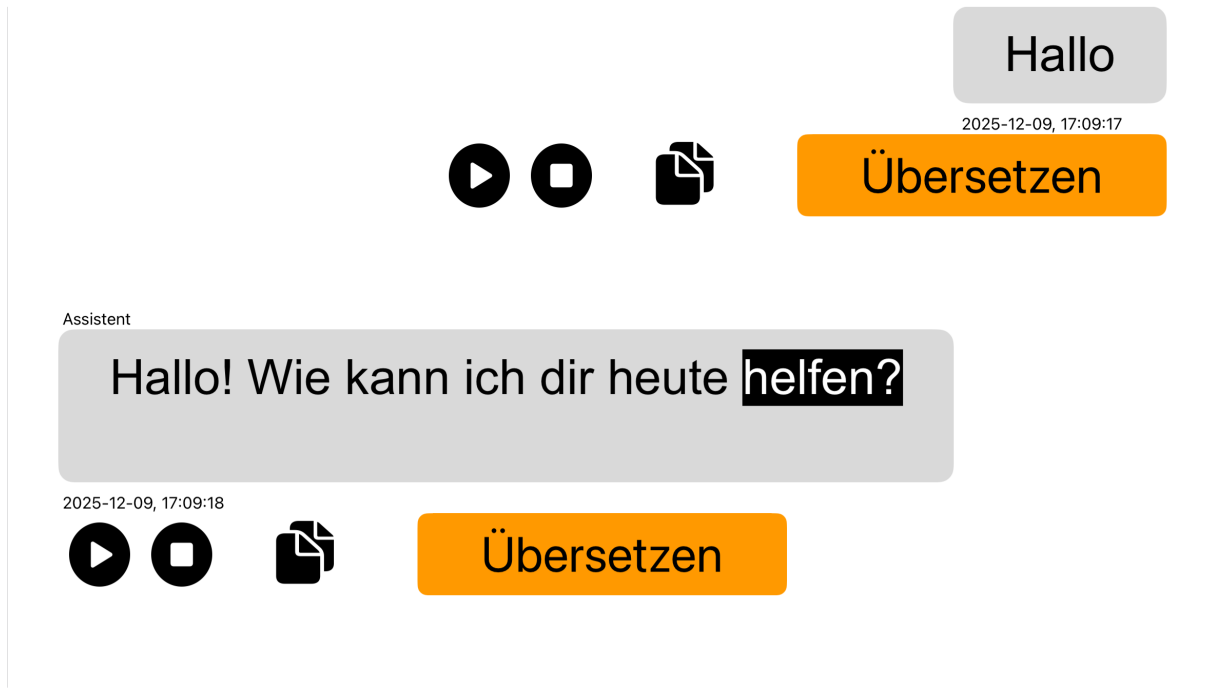 Hallo
2025-12-09, 17:09:17
Übersetzen
Assistent
Hallo! Wie kann ich dir heute helfen?
2025-12-09, 17:09:18
Übersetzen